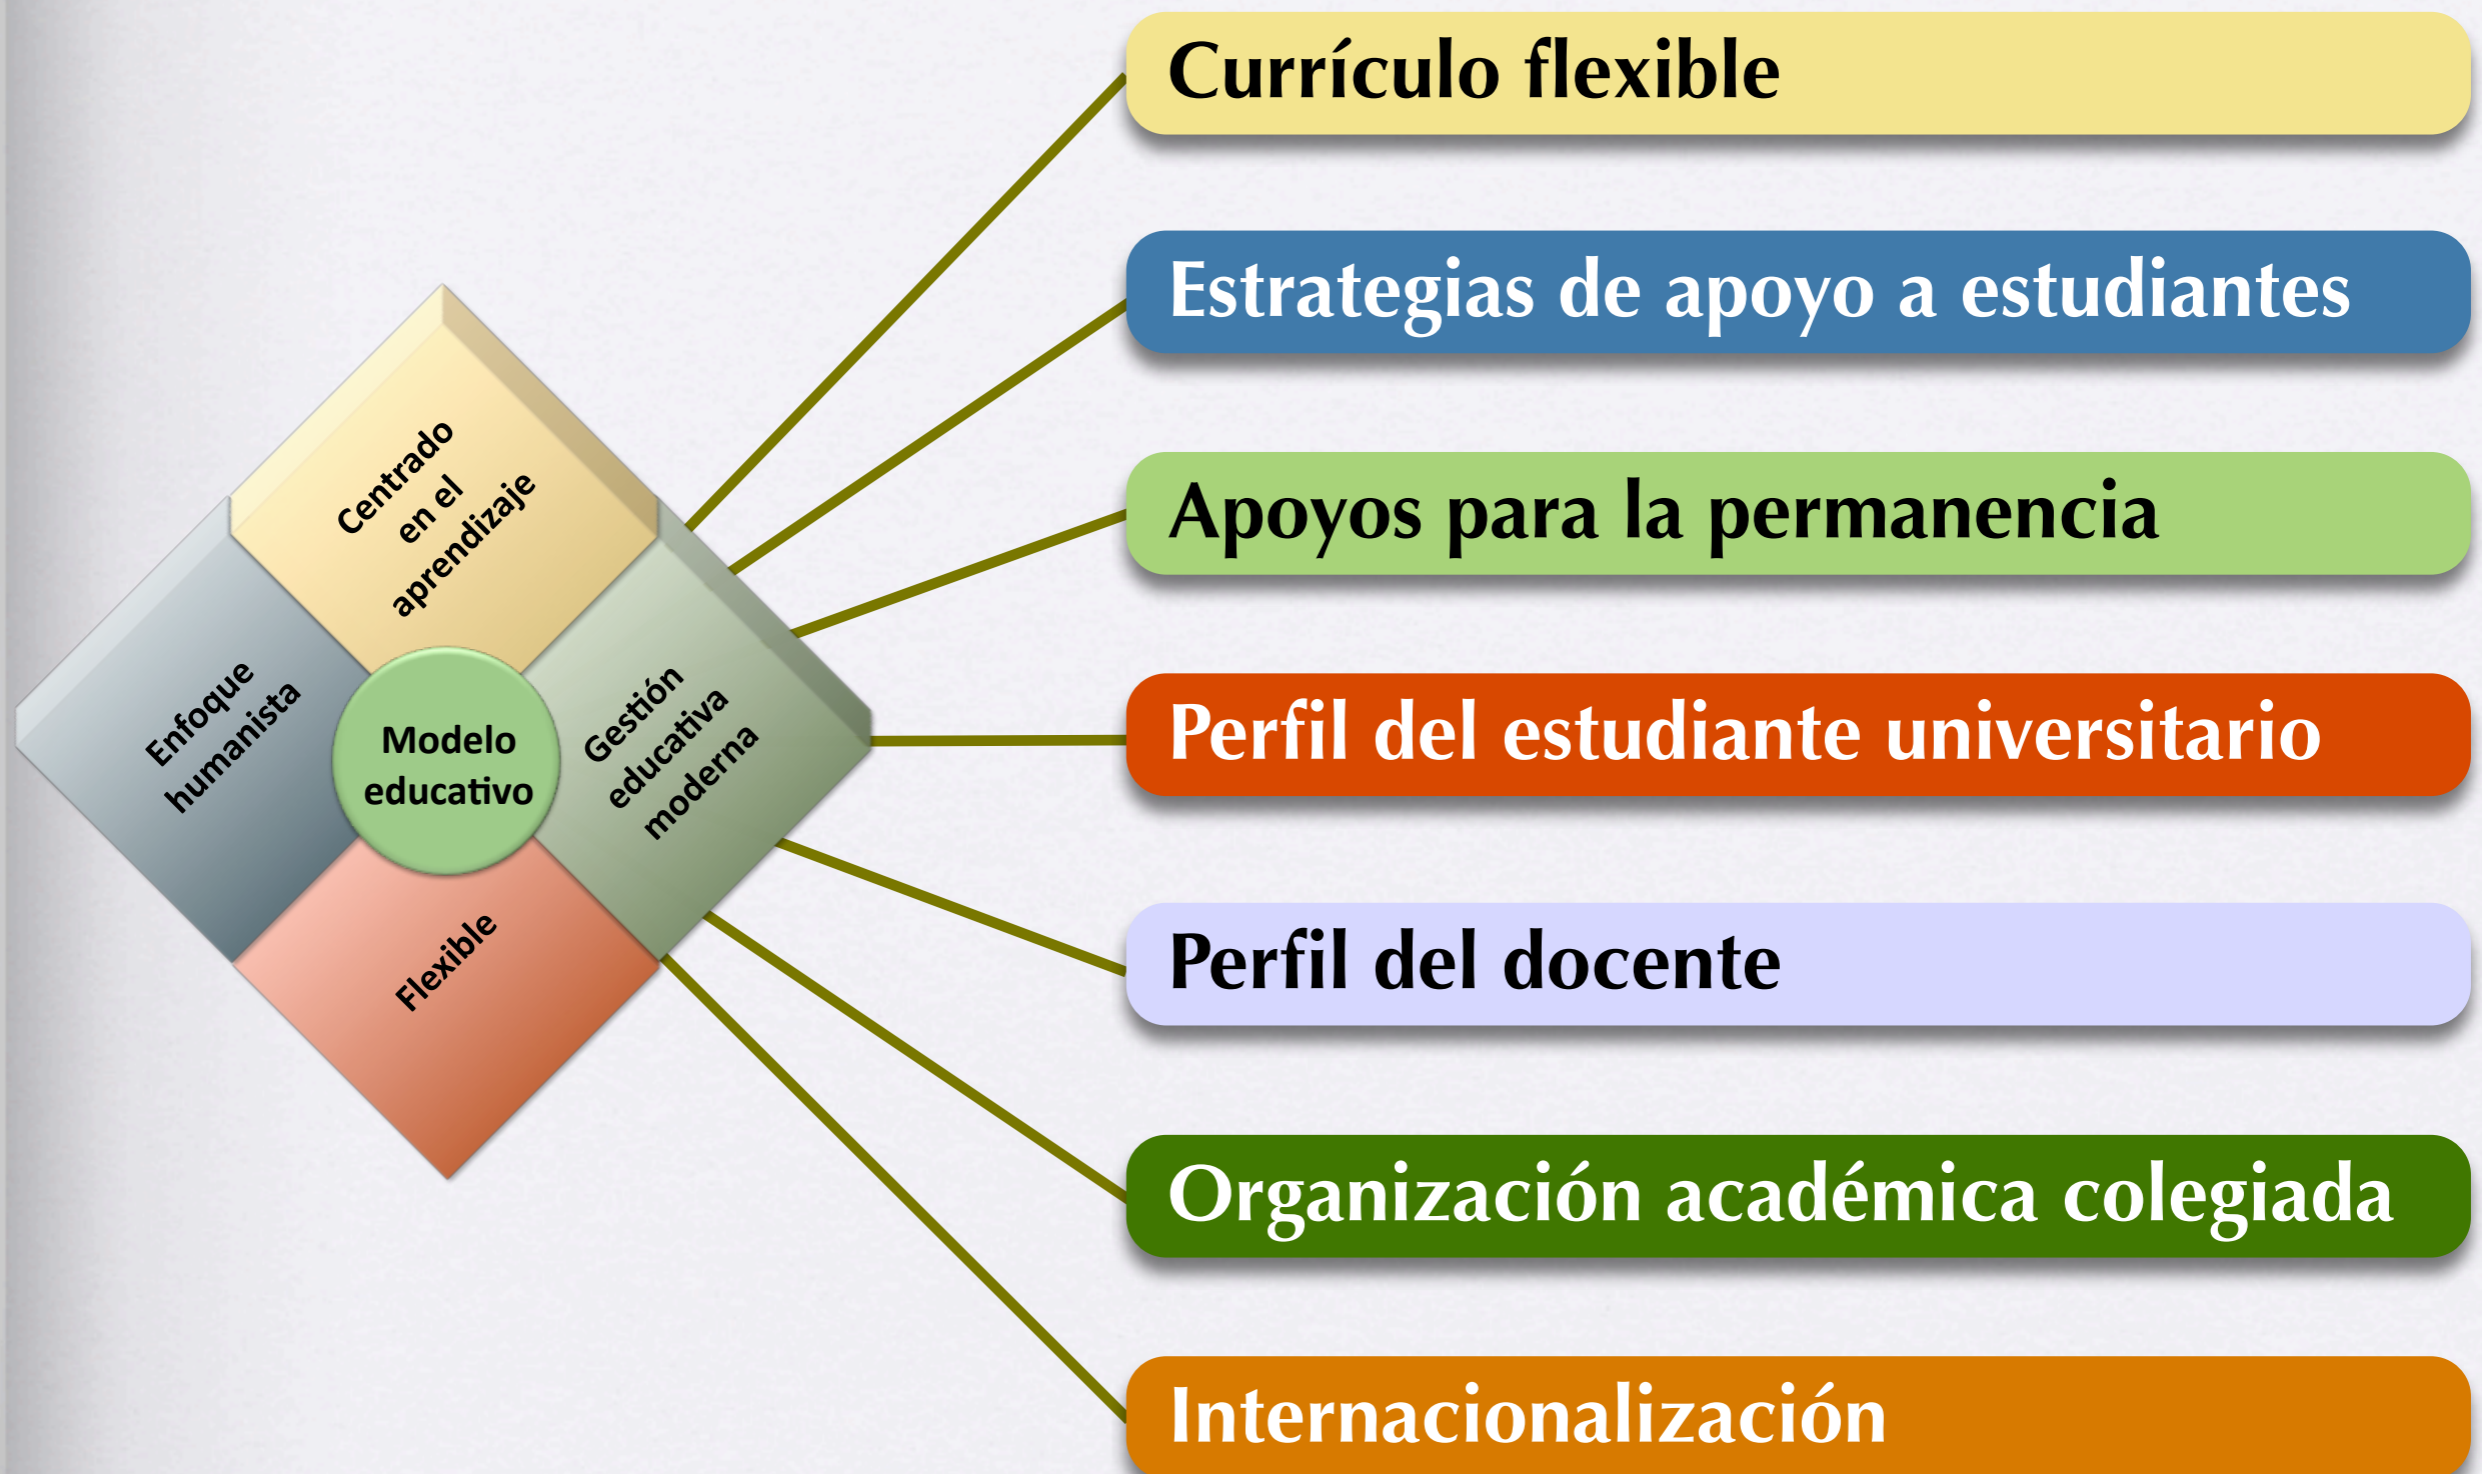 Currículo flexible
Estrategias de apoyo a estudiantes
Apoyos para la permanencia
Perfil del estudiante universitario
Perfil del docente
Organización académica colegiada
Internacionalización
Centrado
en el
aprendizaje
Enfoque
humanista
Modelo
educativo
Gestión
educativa
moderna
Flexible